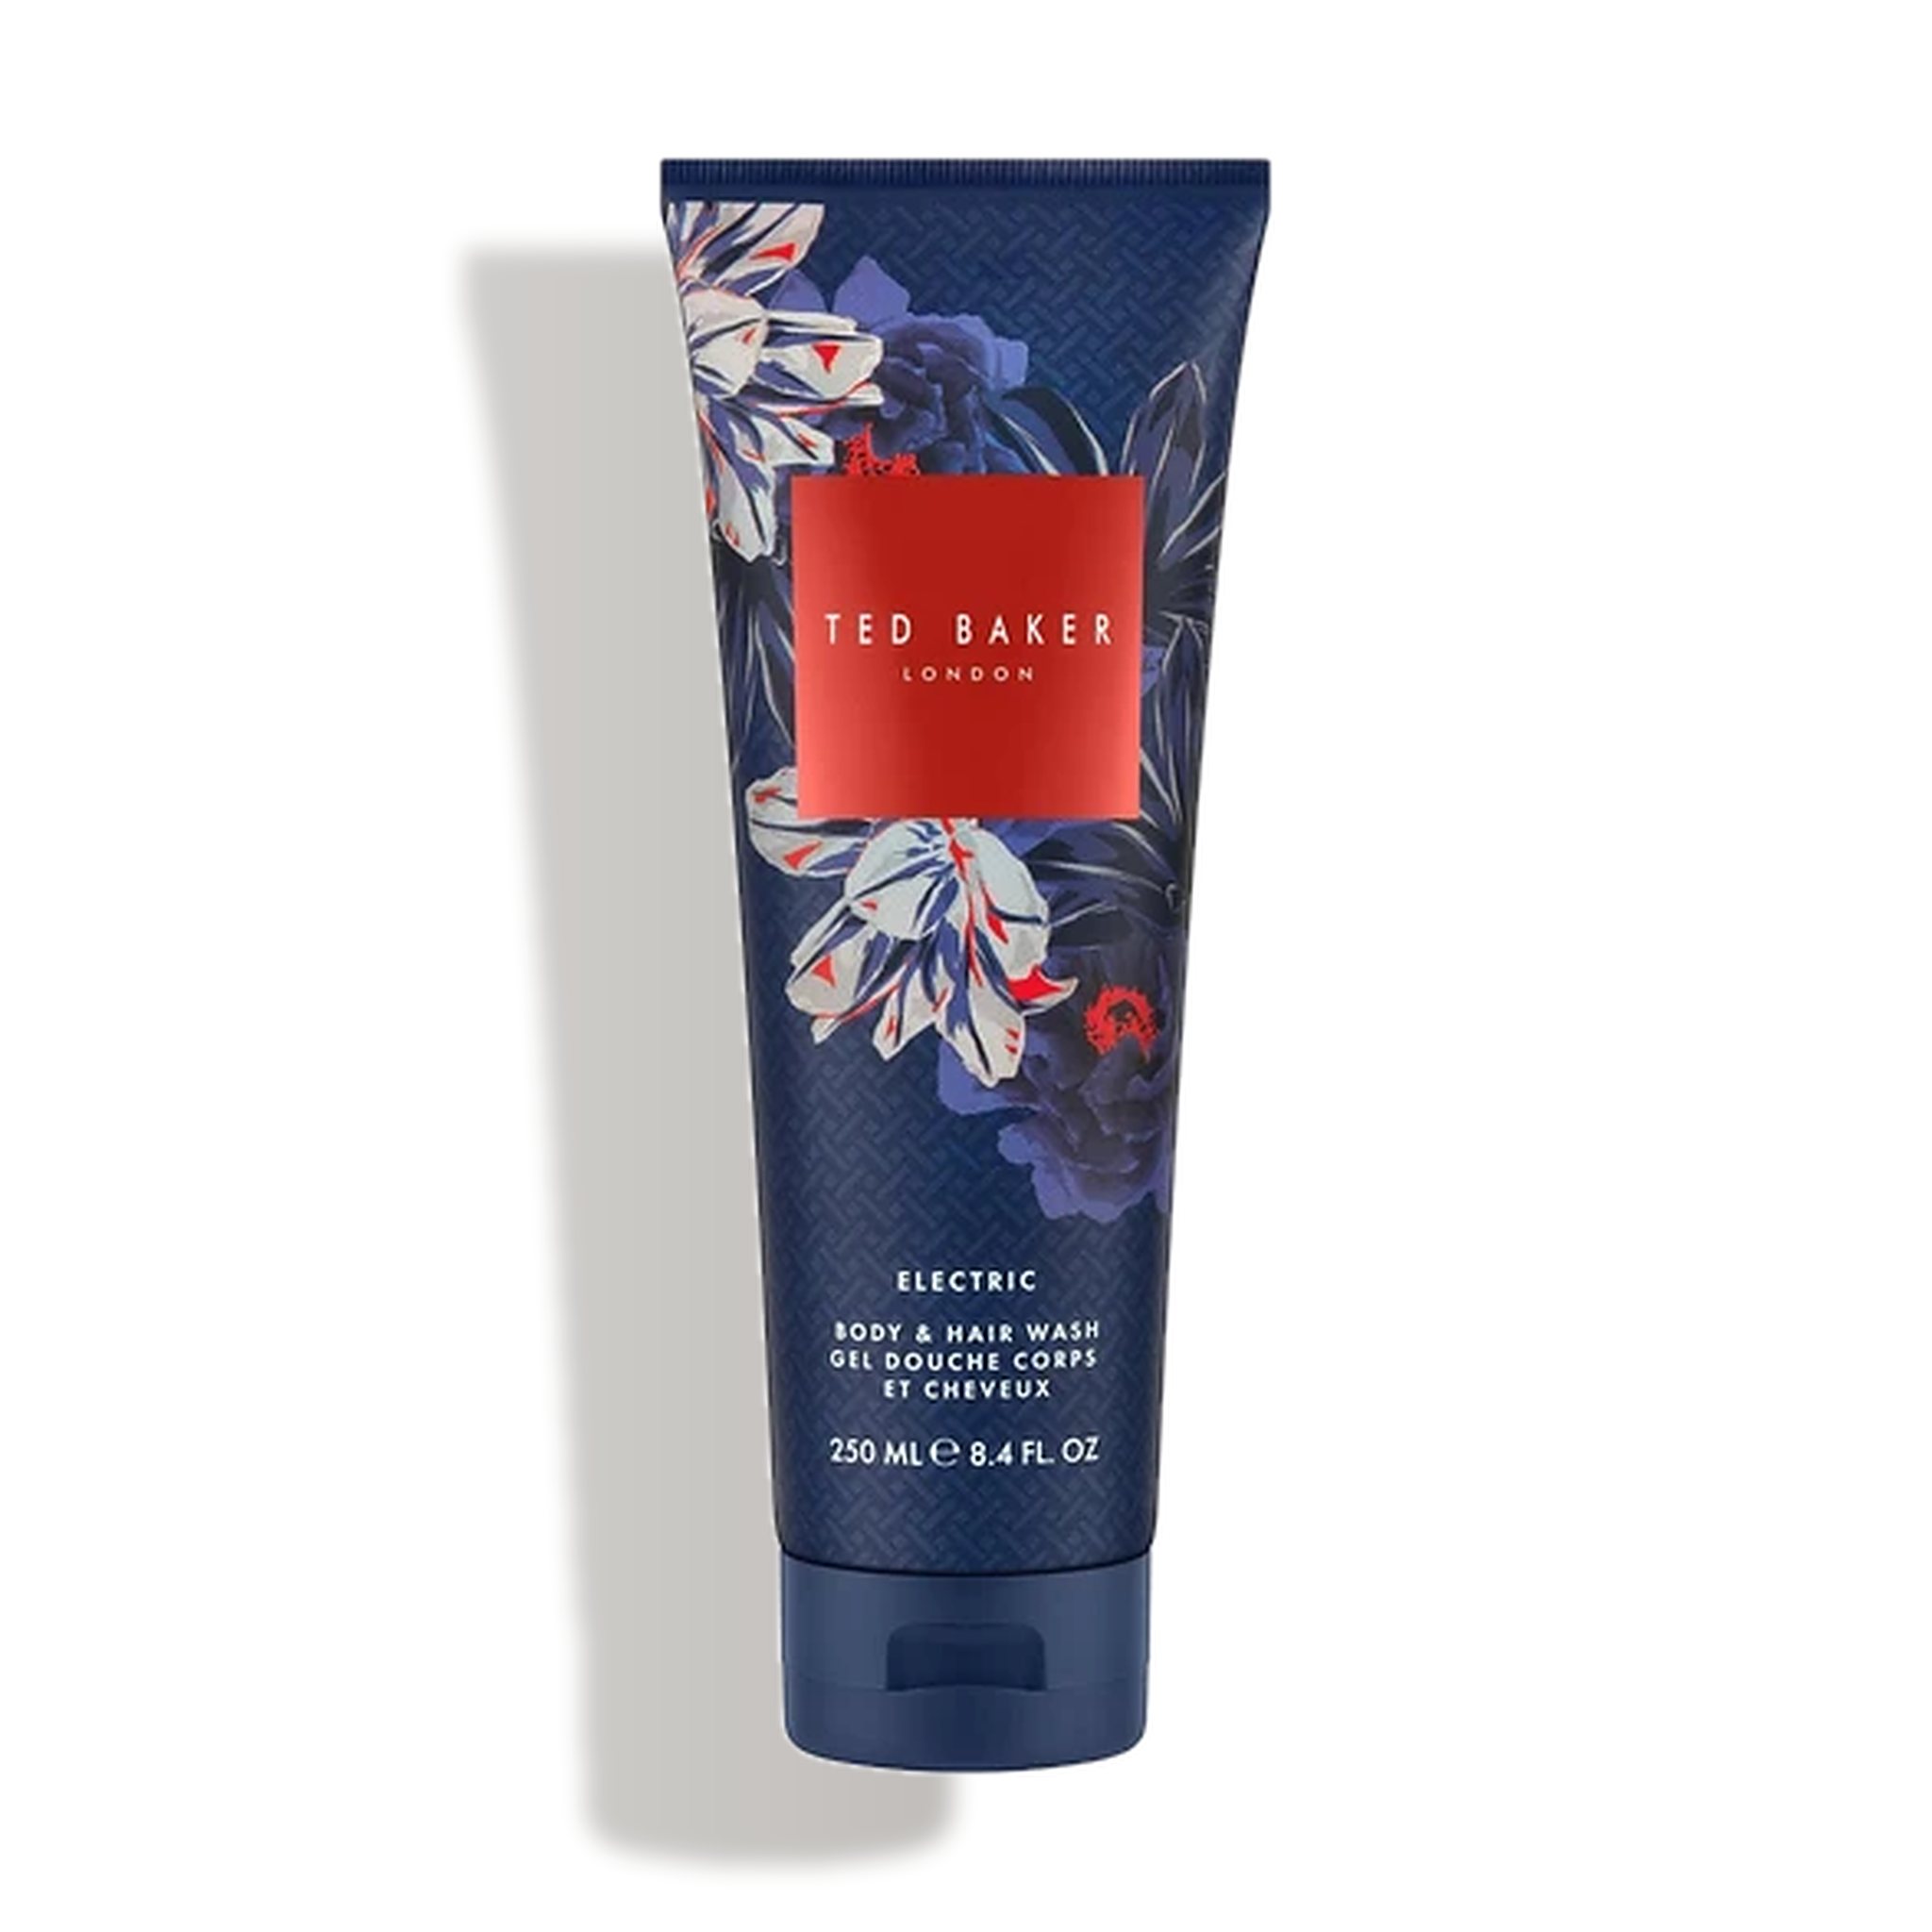 TED BAKER
LONDON
ELECTRIC
BODY & HAIR WASH
GEL DOUCHE CORPS
ET CHEVEUX
250 ML ℮ 8.4 FL. OZ